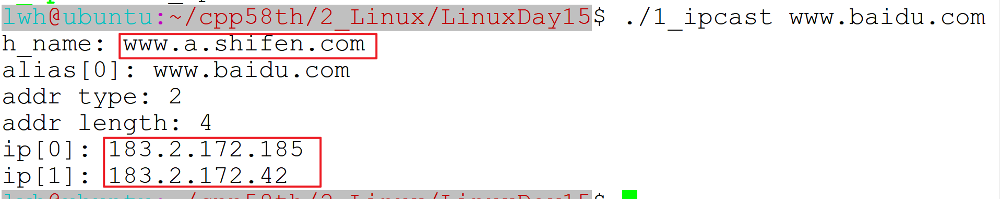 lwh@ubuntu:~/cpp58th/2_Linux/LinuxDay15$ ./1_ipcast www.baidu.com
h_name: www.a.shifen.com
alias[0]: www.baidu.com
addr type: 2
addr length: 4
ip[0]: 183.2.172.185
ip[1]: 183.2.172.42
lwh@ubuntu:~/cpp58th/2_Linux/LinuxDay15$